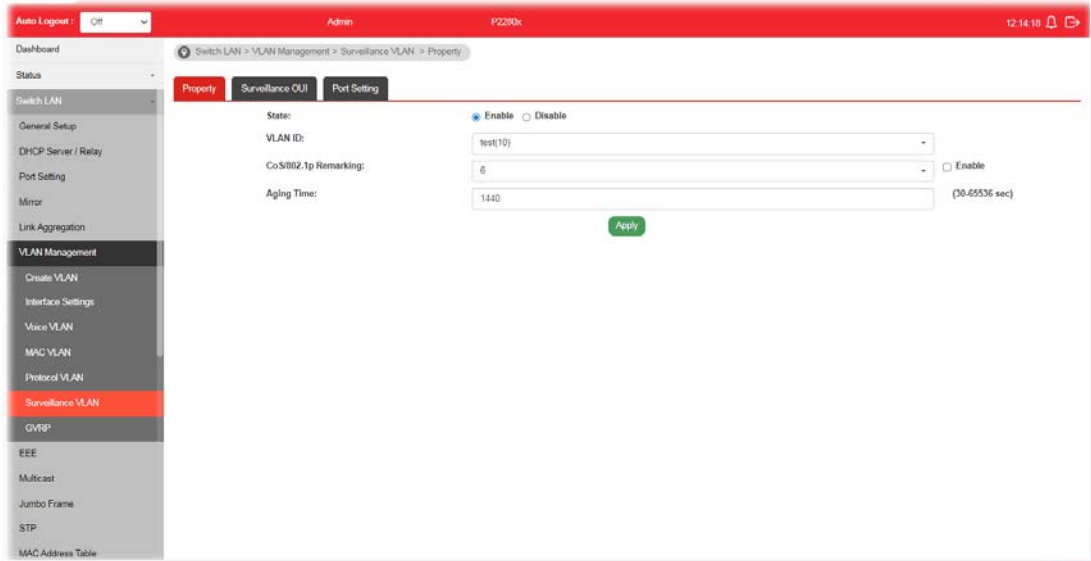 Auto Logout : Off Admin P2280x 12:14:18
Dashboard
Status
Switch LAN
General Setup
DHCP Server / Relay
Port Setting
Mirror
Link Aggregation
VLAN Management
Create VLAN
Interface Settings
Voice VLAN
MAC VLAN
Protocol VLAN
Surveillance VLAN
GVRP
EEE
Multicast
Jumbo Frame
STP
MAC Address Table
Switch LAN > VLAN Management > Surveillance VLAN > Property
Property Surveillance OUI Port Setting
State: Enable Disable
VLAN ID: test(10)
CoS/802.1p Remarking: 6 Enable
Aging Time: 1440 (30-65536 sec)
Apply